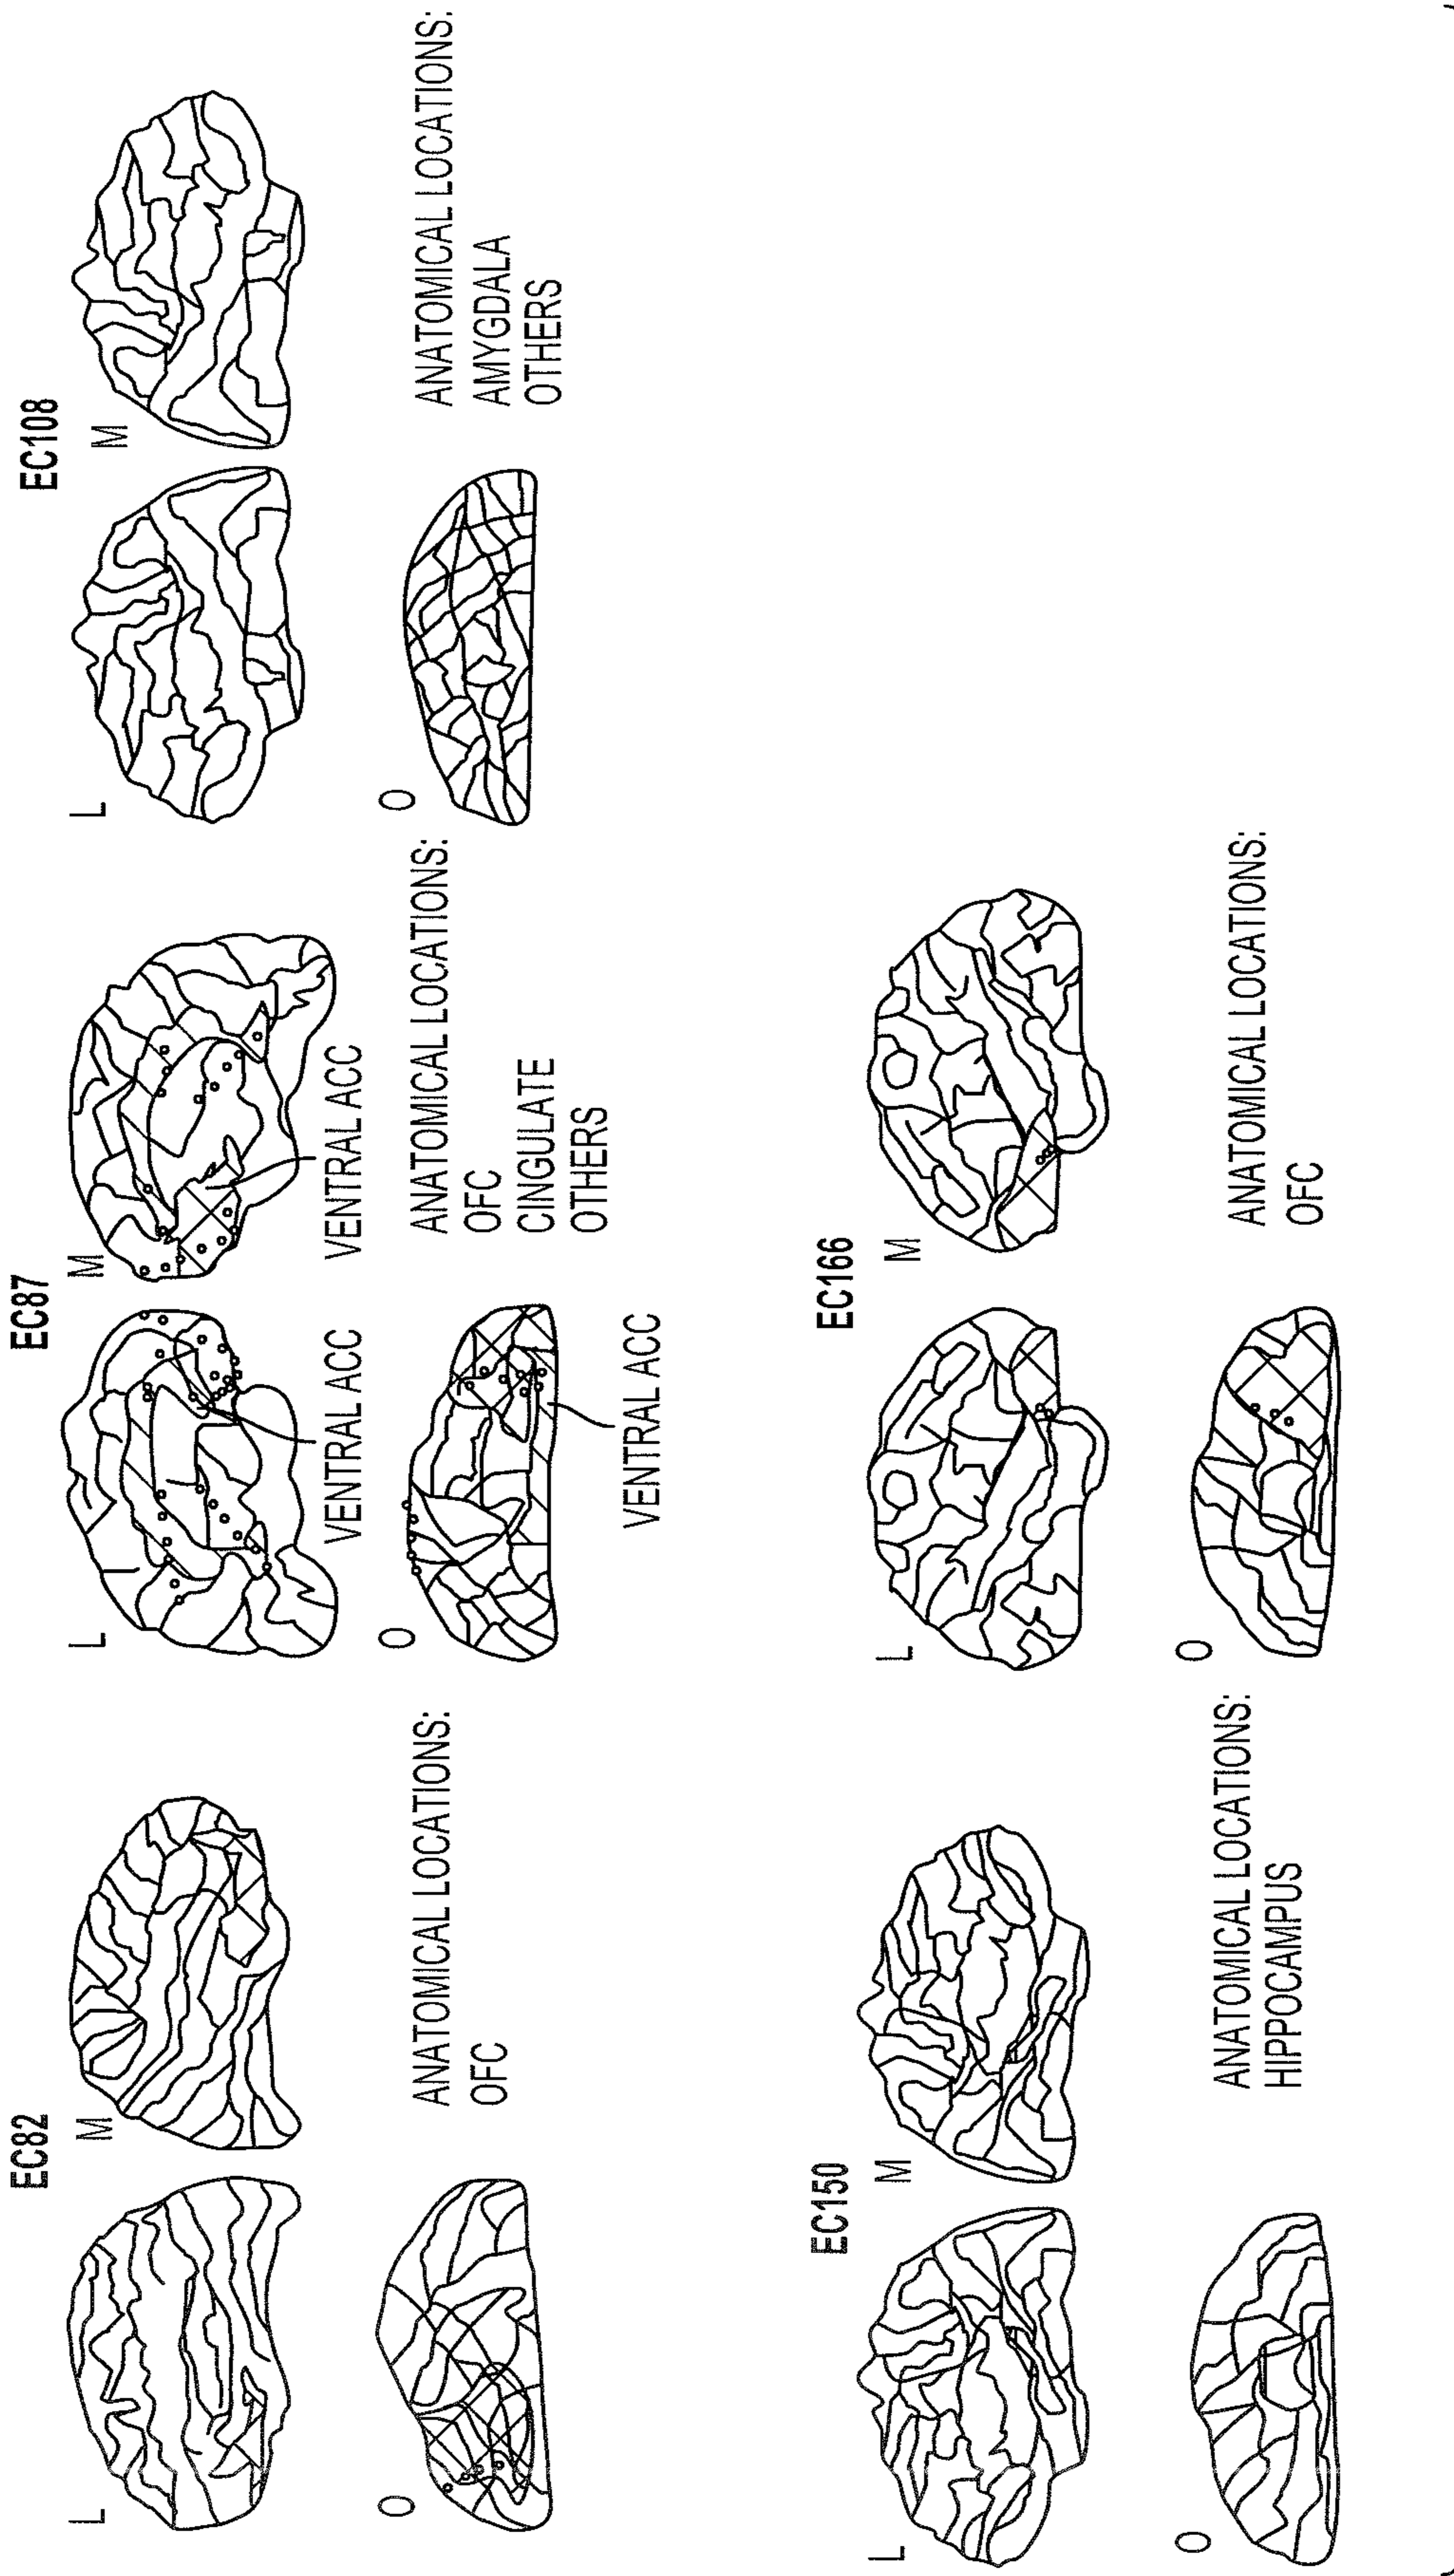 EC82
L
M
O
ANATOMICAL LOCATIONS:
OFC
EC87
L
M
VENTRAL ACC
VENTRAL ACC
O
ANATOMICAL LOCATIONS:
OFC
CINGULATE
OTHERS
VENTRAL ACC
EC108
L
M
O
ANATOMICAL LOCATIONS:
AMYGDALA
OTHERS
EC150
L
M
O
ANATOMICAL LOCATIONS:
HIPPOCAMPUS
EC166
L
M
O
ANATOMICAL LOCATIONS:
OFC